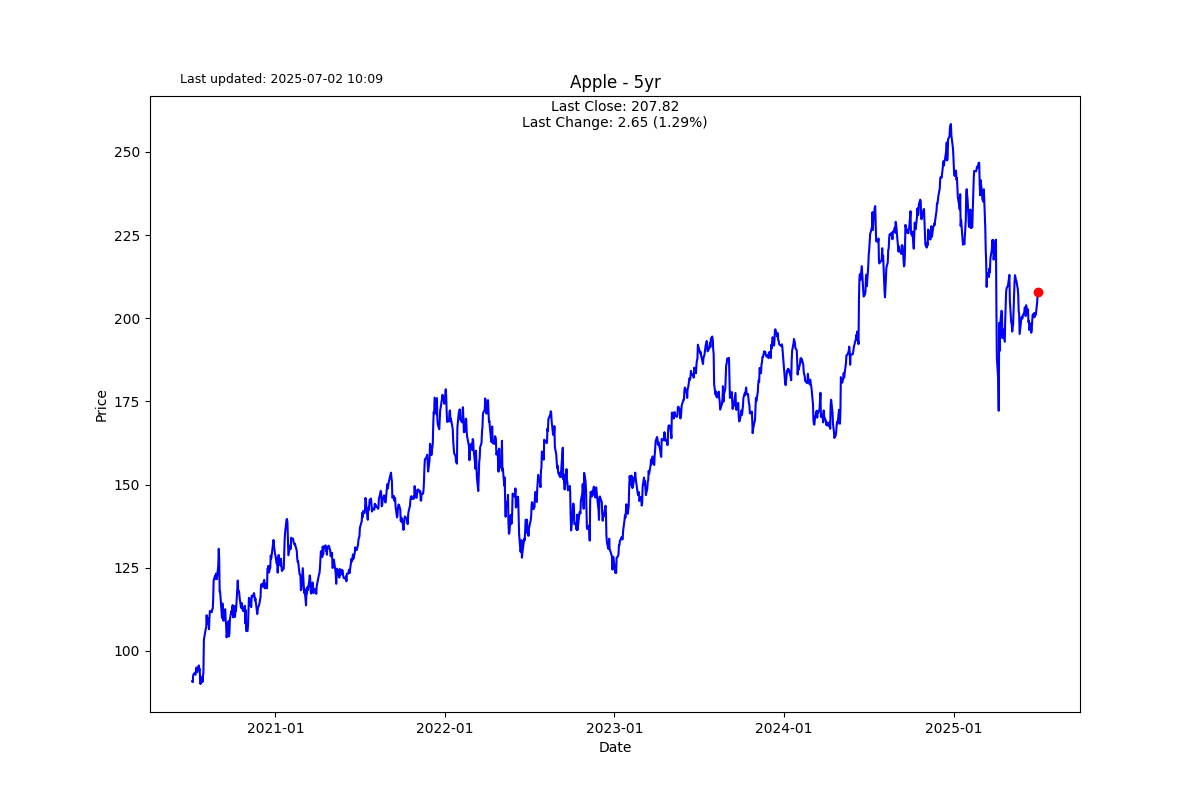 Last updated: 2025-07-02 10:09
Apple - 5yr
Last Close: 207.82
Last Change: 2.65 (1.29%)
250
225
200
175
150
125
100
Price
2021-01
2022-01
2023-01
2024-01
2025-01
Date